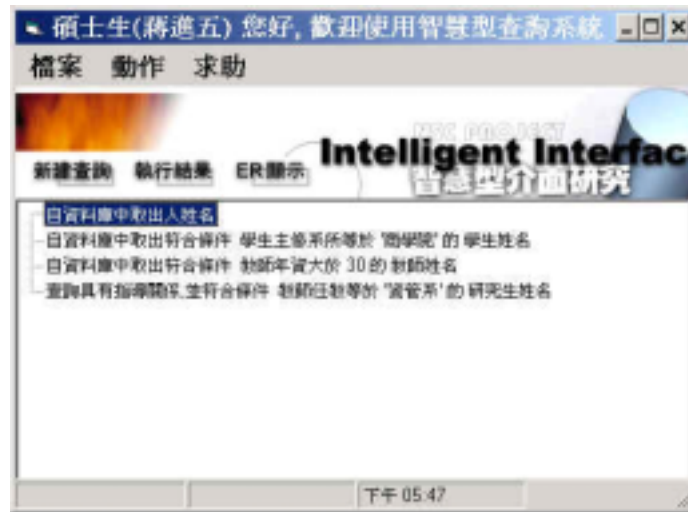 碩士生(蔣進五) 您好, 歡迎使用智慧型查詢系統
檔案 動作 求助
NSC PROJECT
Intelligent Interfac
新建查詢 執行結果 ER顯示
智慧型介面研究
自資料庫中取出人姓名
自資料庫中取出符合條件 學生主修系所等於 '商學院' 的 學生姓名
自資料庫中取出符合條件 教師年資大於 30 的 教師姓名
查詢具有指導關係,並符合條件 教師任教等於 '資管系' 的 研究生姓名
下午 05:47